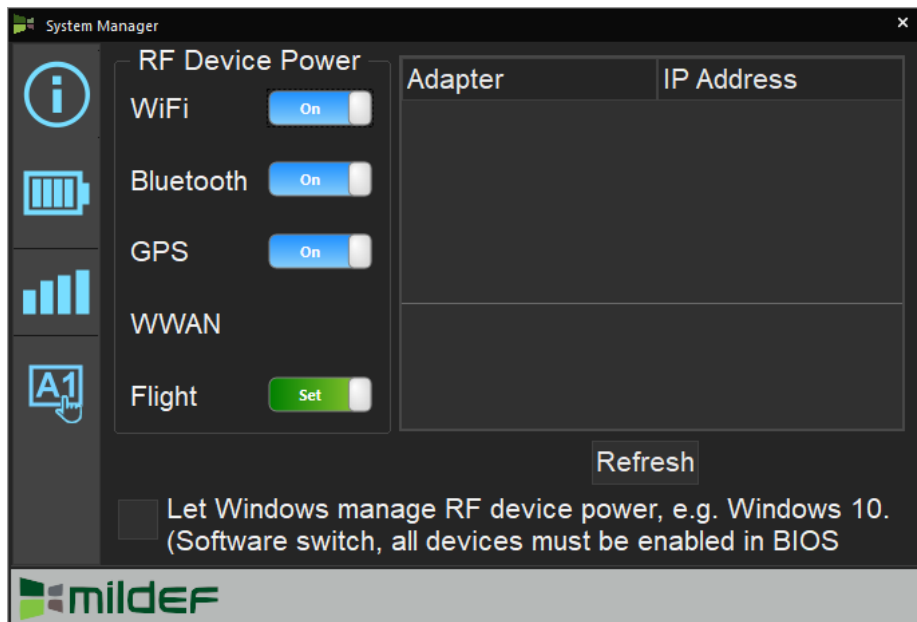 System Manager
RF Device Power
WiFi On
Bluetooth On
GPS On
WWAN
Flight Set
Adapter IP Address
Refresh
Let Windows manage RF device power, e.g. Windows 10.
(Software switch, all devices must be enabled in BIOS
A1
mildef